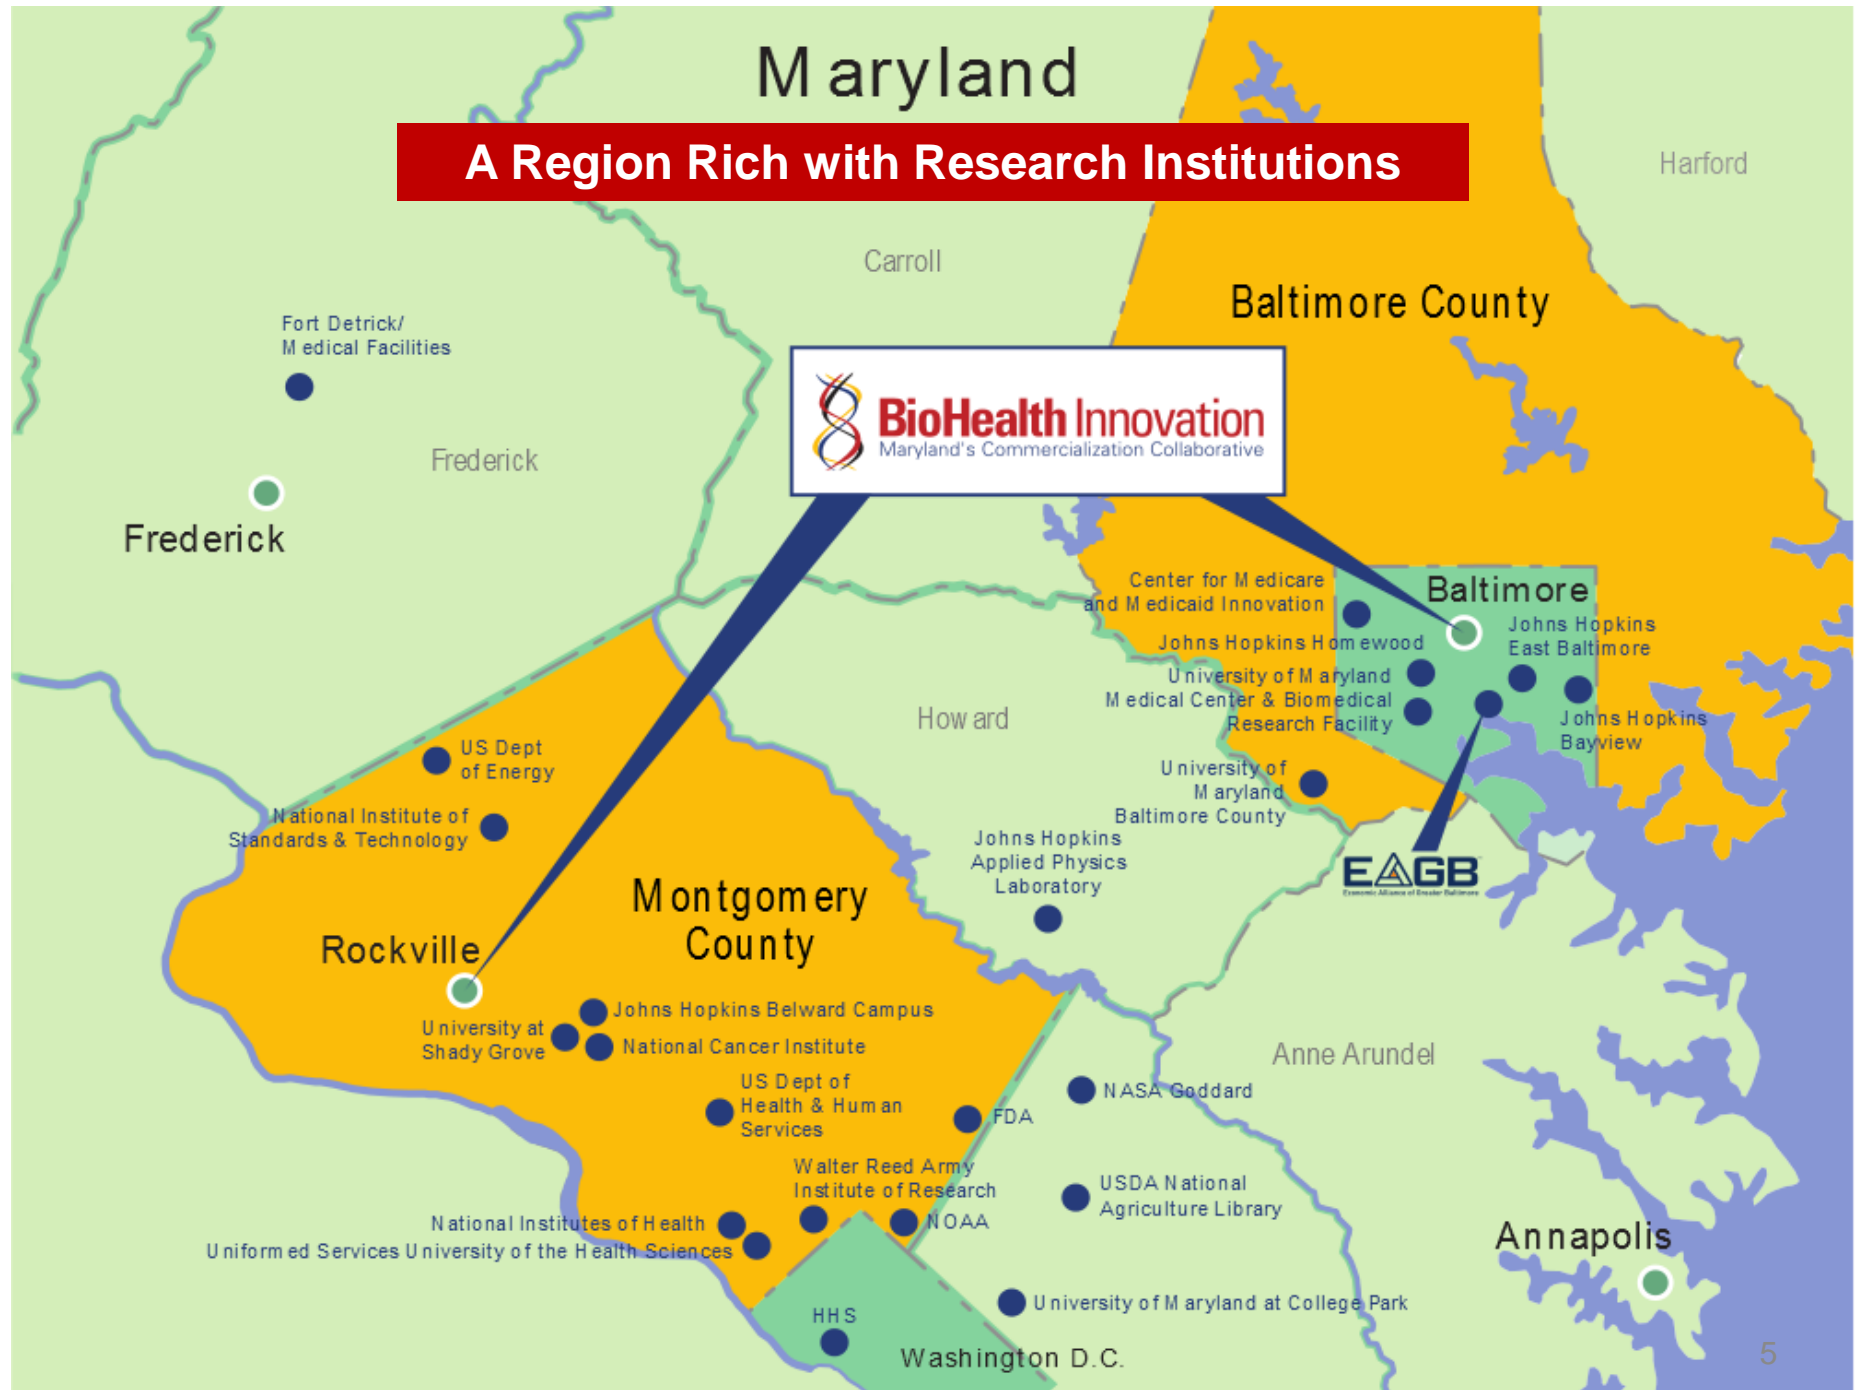 Maryland
A Region Rich with Research Institutions
Harford
Carroll
Baltimore County
Fort Detrick/
Medical Facilities
BioHealth Innovation
Maryland's Commercialization Collaborative
Frederick
Frederick
Center for Medicare
and Medicaid Innovation
Baltimore
Johns Hopkins
East Baltimore
Johns Hopkins Homewood
University of Maryland
Medical Center & Biomedical
Research Facility
Johns Hopkins
Bayview
Howard
US Dept
of Energy
University of
Maryland
Baltimore County
National Institute of
Standards & Technology
Johns Hopkins
Applied Physics
Laboratory
EAGB
Economic Alliance of Greater Baltimore
Montgomery
County
Rockville
Johns Hopkins Belward Campus
University at
Shady Grove
National Cancer Institute
Anne Arundel
US Dept of
Health & Human
Services
NASA Goddard
FDA
Walter Reed Army
Institute of Research
USDA National
Agriculture Library
National Institutes of Health
NOAA
Uniformed Services University of the Health Sciences
Annapolis
University of Maryland at College Park
HHS
Washington D.C.
5